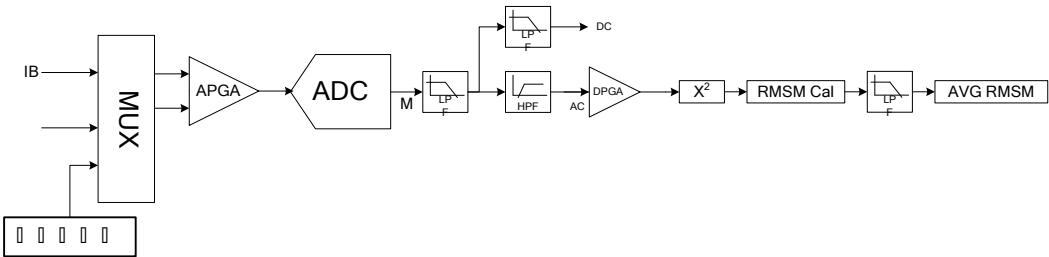 IB
MUX
APGA
ADC
M
LP
F
LP
F
DC
HPF
AC
DPGA
X²
RMSM Cal
LP
F
AVG RMSM